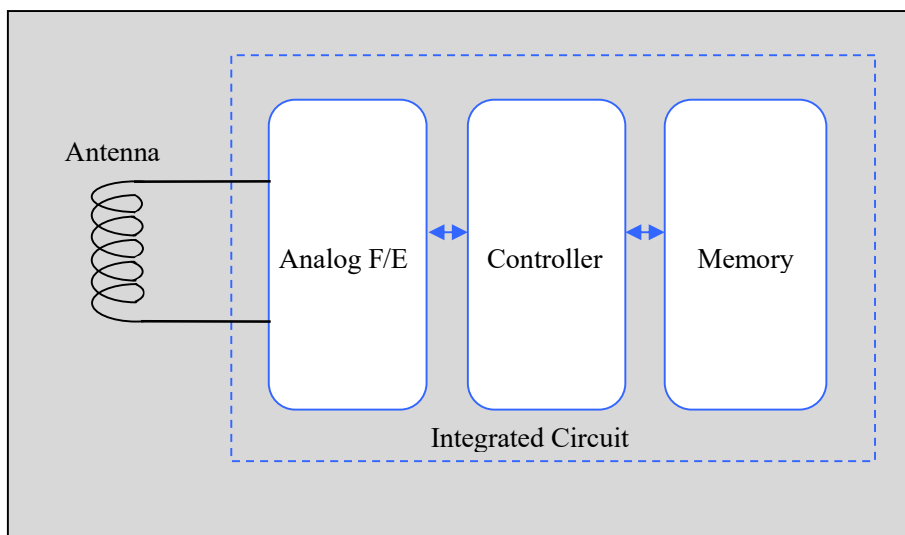 Antenna
Analog F/E
Controller
Memory
Integrated Circuit